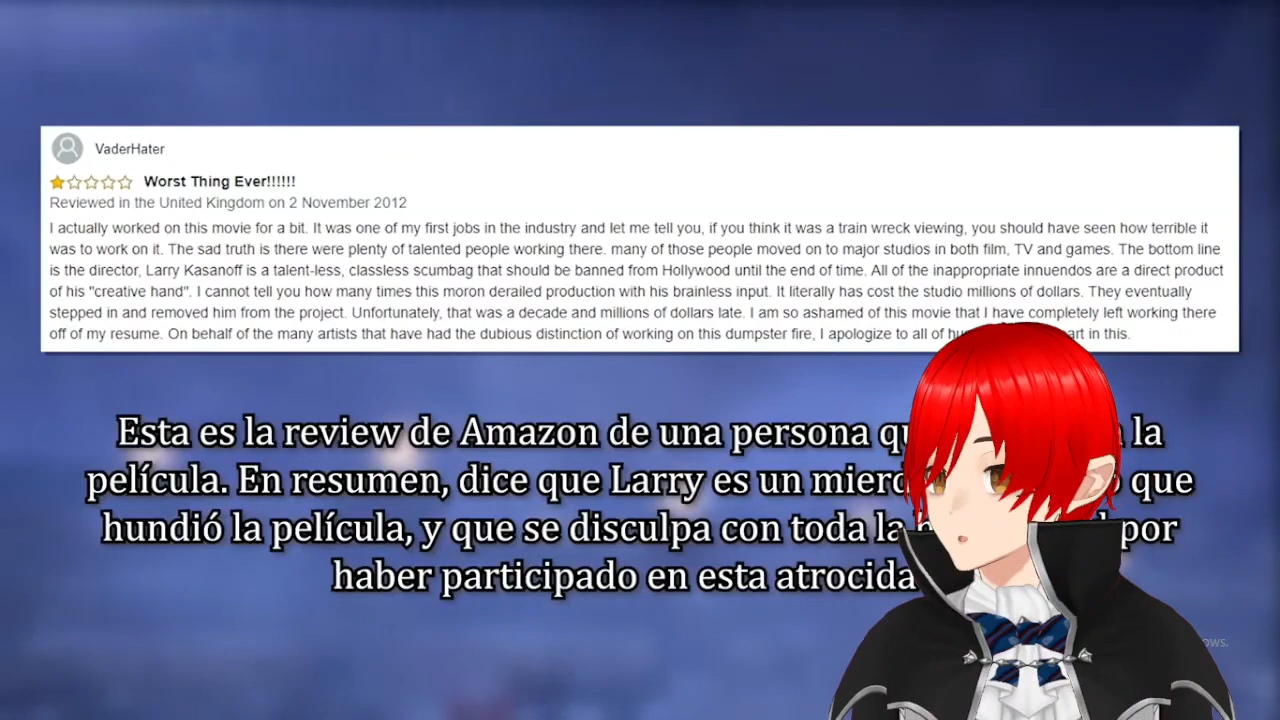 VaderHater
Worst Thing Ever!!!!!!
Reviewed in the United Kingdom on 2 November 2012
I actually worked on this movie for a bit. It was one of my first jobs in the industry and let me tell you, if you think it was a train wreck viewing, you should have seen how terrible it
was to work on it. The sad truth is there were plenty of talented people working there. many of those people moved on to major studios in both film, TV and games. The bottom line
is the director, Larry Kasanoff is a talent-less, classless scumbag that should be banned from Hollywood until the end of time. All of the inappropriate innuendos are a direct product
of his "creative hand". I cannot tell you how many times this moron derailed production with his brainless input. It literally has cost the studio millions of dollars. They eventually
stepped in and removed him from the project. Unfortunately, that was a decade and millions of dollars late. I am so ashamed of this movie that I have completely left working there
off of my resume. On behalf of the many artists that have had the dubious distinction of working on this dumpster fire, I apologize to all of in this.
Esta es la review de Amazon de una persona la
película. En resumen, dice que Larry es un que
hundió la película, y que se disculpa con toda la por
haber participado en esta